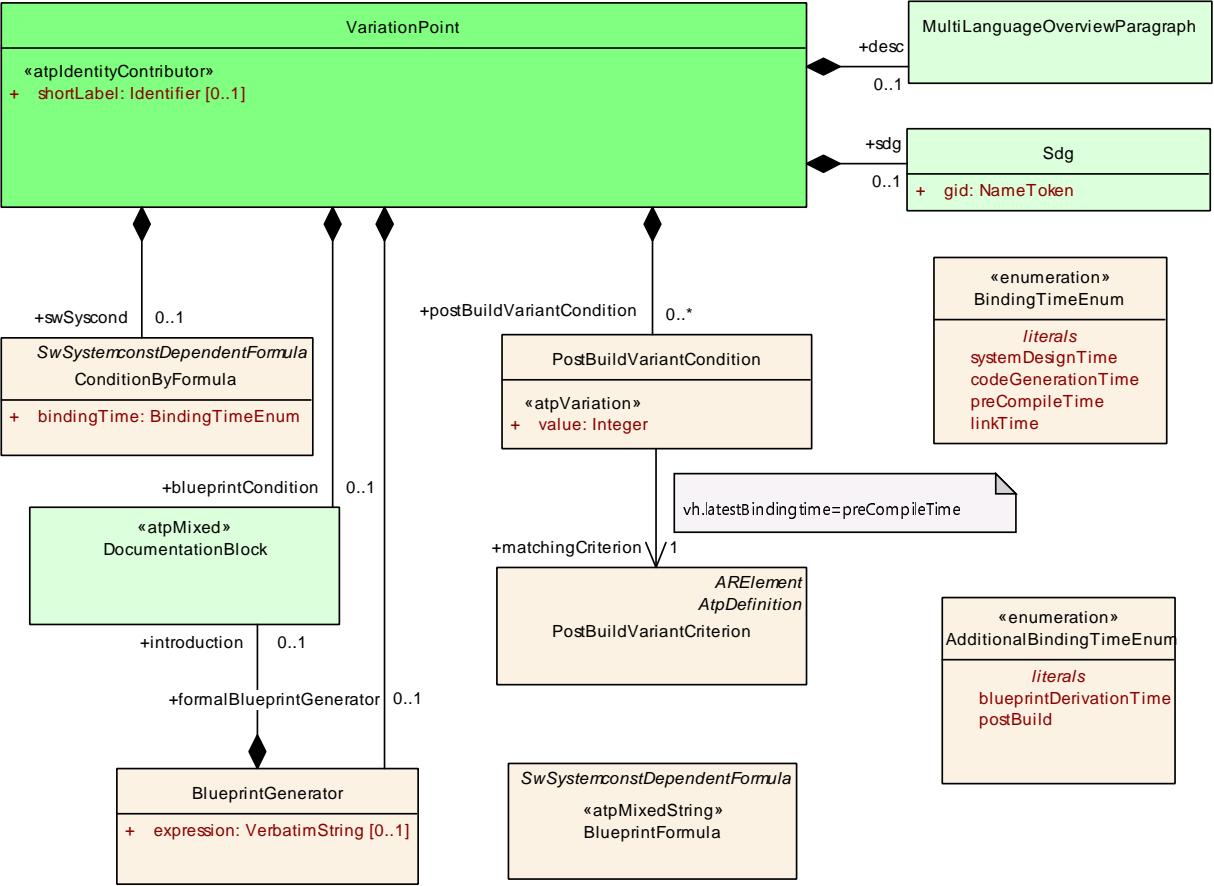 VariationPoint
«atpIdentityContributor»
+ shortLabel: Identifier [0..1]
+desc
0..1
MultiLanguageOverviewParagraph
+sdg
0..1
Sdg
+ gid: NameToken
+swSyscond 0..1
SwSystemconstDependentFormula
ConditionByFormula
+ bindingTime: BindingTimeEnum
+postBuildVariantCondition 0..*
PostBuildVariantCondition
«atpVariation»
+ value: Integer
«enumeration»
BindingTimeEnum
literals
systemDesignTime
codeGenerationTime
preCompileTime
linkTime
+blueprintCondition 0..1
«atpMixed»
DocumentationBlock
vh.latestBindingtime=preCompileTime
+matchingCriterion 1
ARElement
AtpDefinition
PostBuildVariantCriterion
+introduction 0..1
+formalBlueprintGenerator 0..1
«enumeration»
AdditionalBindingTimeEnum
literals
blueprintDerivationTime
postBuild
BlueprintGenerator
+ expression: VerbatimString [0..1]
SwSystemconstDependentFormula
«atpMixedString»
BlueprintFormula